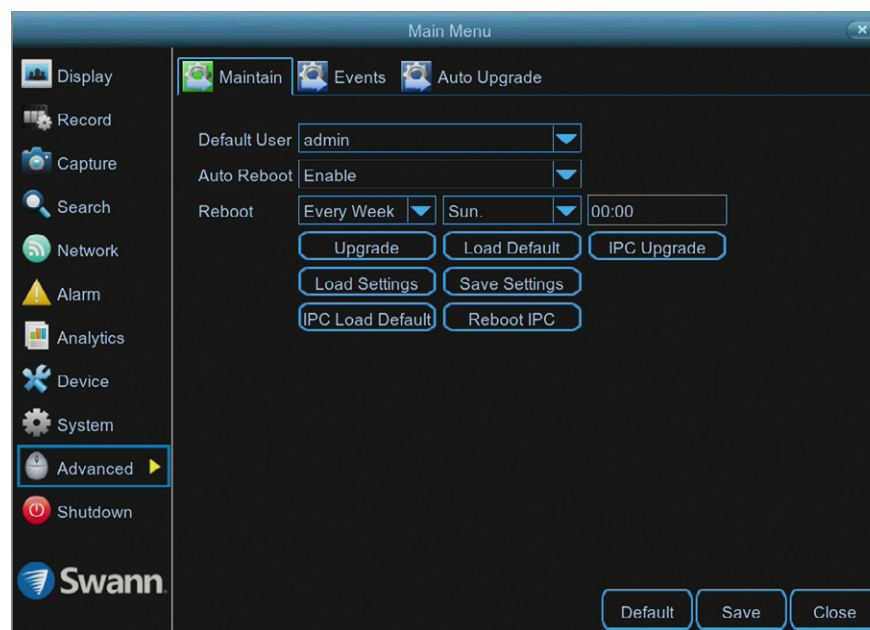 Main Menu
Display
Record
Capture
Search
Network
Alarm
Analytics
Device
System
Advanced
Shutdown
Swann
Maintain Events Auto Upgrade
Default User admin
Auto Reboot Enable
Reboot Every Week Sun. 00:00
Upgrade Load Default IPC Upgrade
Load Settings Save Settings
IPC Load Default Reboot IPC
Default Save Close